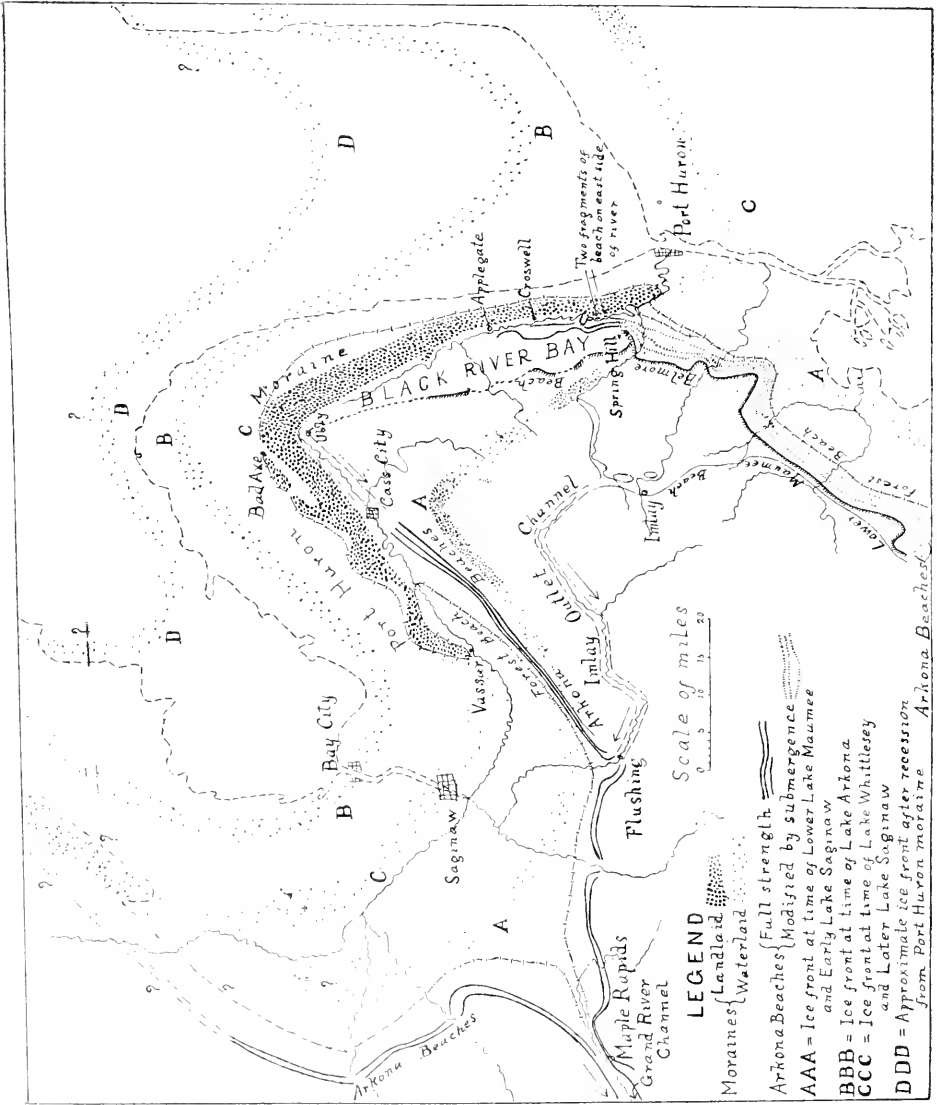 ?
D
B
Two fragments of
beach on east side
of river
Port Huron
C
Applegate
Croswell
Moraine
C
D
B
?
Bad Axe
Ubly
BLACK RIVER BAY
Beach
Spring Hill
Belmore
A
Cass City
A
Port Huron
Beaches
Channel
Outlet
Imlay
Imlay
Beach
Maumee
Lower
Beach
Forest
?
D
Vassar
Forest Beach
Arkona
Bay City
B
Saginaw
C
A
Flushing
?
?
?
?
?
Arkona Beaches
Maple Rapids
Grand River
Channel
Scale of miles
0 5 10 15 20
LEGEND
Moraines { Landlaid
Waterlaid
Arkona Beaches { Full strength
Modified by submergence
AAA = Ice front at time of Lower Lake Maumee
and Early Lake Saginaw
BBB = Ice front at time of Lake Arkona
CCC = Ice front at time of Lake Whittlesey
and Later Lake Saginaw
DDD = Approximate ice front after recession
from Port Huron moraine
Arkona Beaches